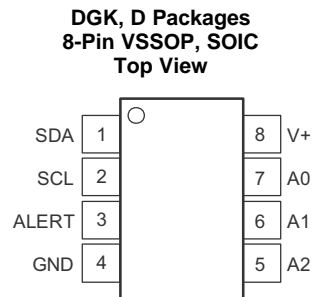 DGK, D Packages
8-Pin VSSOP, SOIC
Top View
SDA 1 8 V+
SCL 2 7 A0
ALERT 3 6 A1
GND 4 5 A2